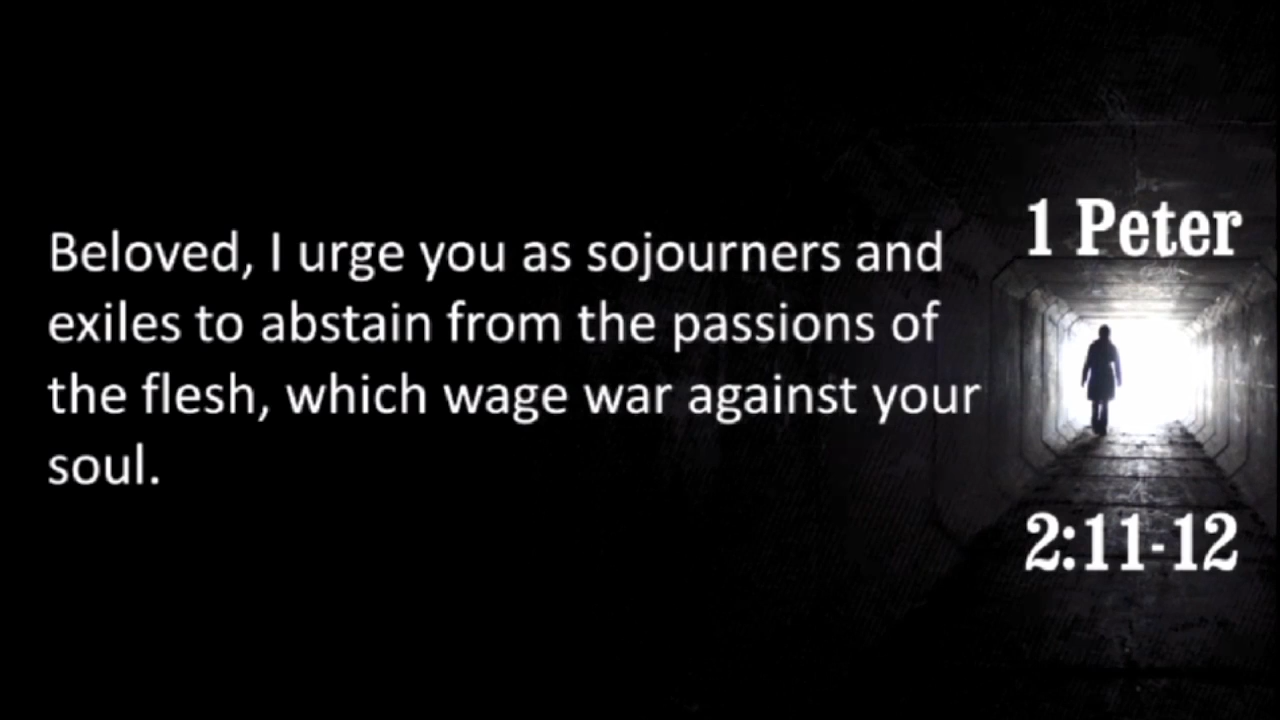 Beloved, I urge you as sojourners and
exiles to abstain from the passions of
the flesh, which wage war against your
soul.
1 Peter
2:11-12